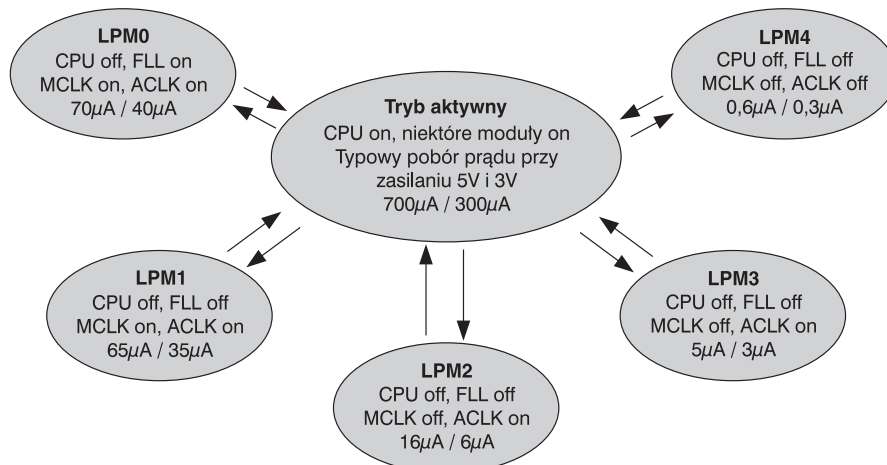 LPM0
CPU off, FLL on
MCLK on, ACLK on
70µA / 40µA
LPM4
CPU off, FLL off
MCLK off, ACLK off
0,6µA / 0,3µA
Tryb aktywny
CPU on, niektóre moduły on
Typowy pobór prądu przy
zasilaniu 5V i 3V
700µA / 300µA
LPM1
CPU off, FLL off
MCLK on, ACLK on
65µA / 35µA
LPM3
CPU off, FLL off
MCLK off, ACLK on
5µA / 3µA
LPM2
CPU off, FLL off
MCLK off, ACLK on
16µA / 6µA